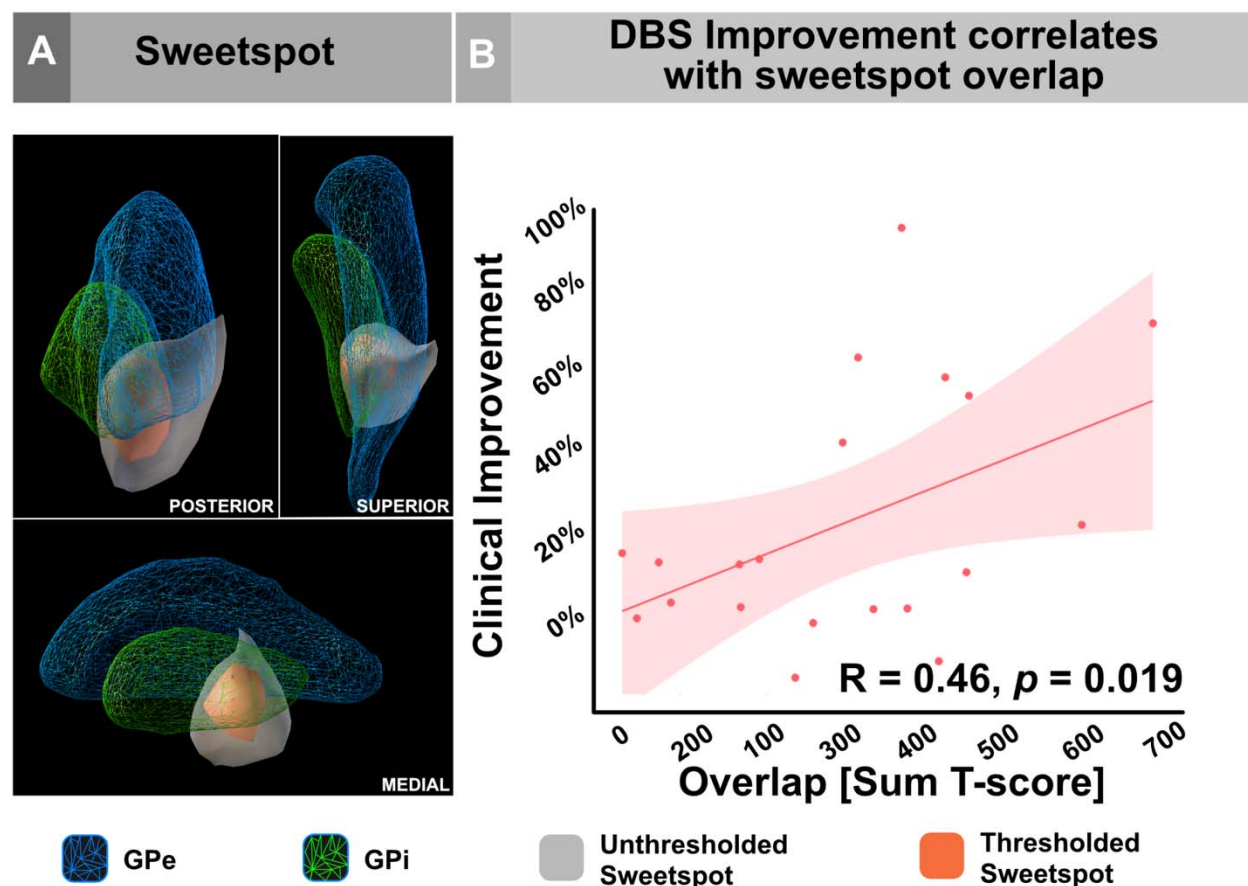 A
Sweetspot
B
DBS Improvement correlates
with sweetspot overlap
POSTERIOR
SUPERIOR
MEDIAL
Clinical Improvement
100%
80%
60%
40%
20%
0%
R = 0.46, p = 0.019
0
200
100
300
400
500
600
700
Overlap [Sum T-score]
GPe
GPi
Unthresholded
Sweetspot
Thresholded
Sweetspot